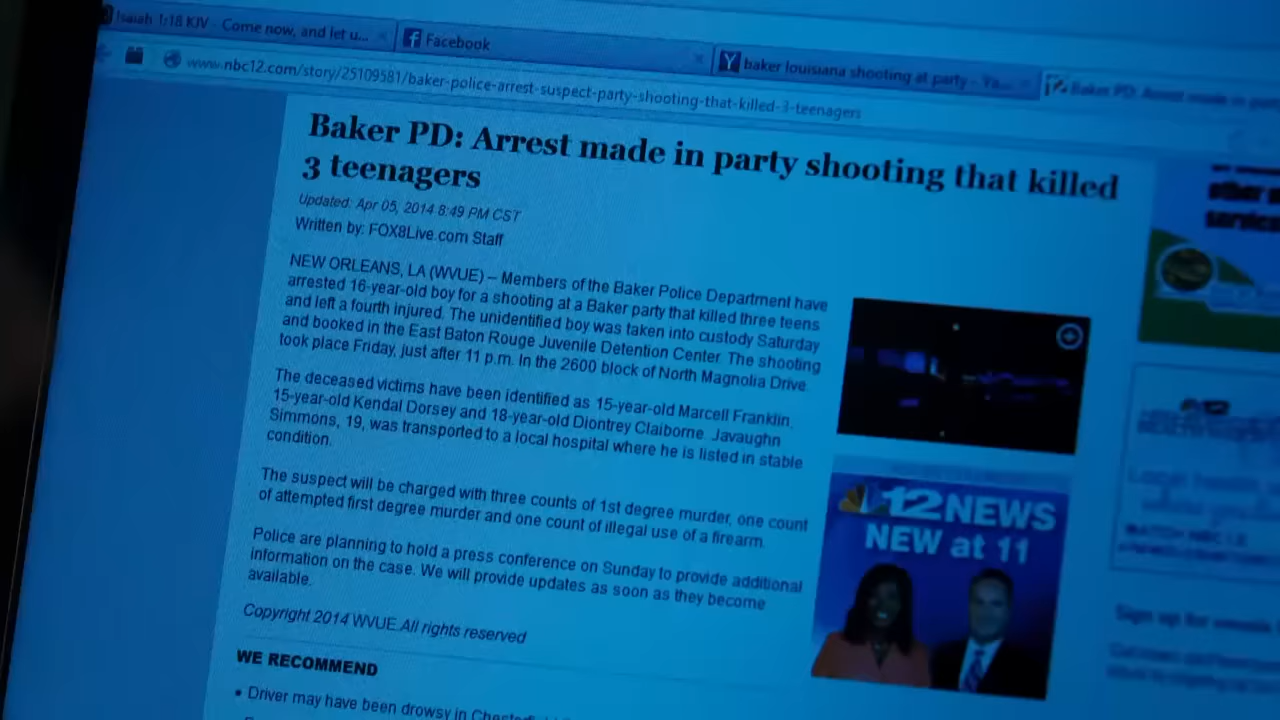 Isaiah 1:18 KJV - Come now, and let u...
Facebook
baker louisiana shooting at party - Ya...
Baker PD: Arrest made in
www.nbc12.com/story/25109581/baker-police-arrest-suspect-party-shooting-that-killed-3-teenagers
Baker PD: Arrest made in party shooting that killed
3 teenagers
Updated: Apr 05, 2014 8:49 PM CST
Written by: FOX8Live.com Staff
NEW ORLEANS, LA (WVUE) – Members of the Baker Police Department have
arrested 16-year-old boy for a shooting at a Baker party that killed three teens
and left a fourth injured. The unidentified boy was taken into custody Saturday
and booked in the East Baton Rouge Juvenile Detention Center. The shooting
took place Friday, just after 11 p.m. In the 2600 block of North Magnolia Drive.
The deceased victims have been identified as 15-year-old Marcell Franklin,
15-year-old Kendal Dorsey and 18-year-old Diontrey Claiborne. Javaughn
Simmons, 19, was transported to a local hospital where he is listed in stable
condition.
The suspect will be charged with three counts of 1st degree murder, one count
of attempted first degree murder and one count of illegal use of a firearm.
Police are planning to hold a press conference on Sunday to provide additional
information on the case. We will provide updates as soon as they become
available.
Copyright 2014 WVUE.All rights reserved
WE RECOMMEND
• Driver may have been drowsy in
12 NEWS
NEW at 11
other
12
Sign up for